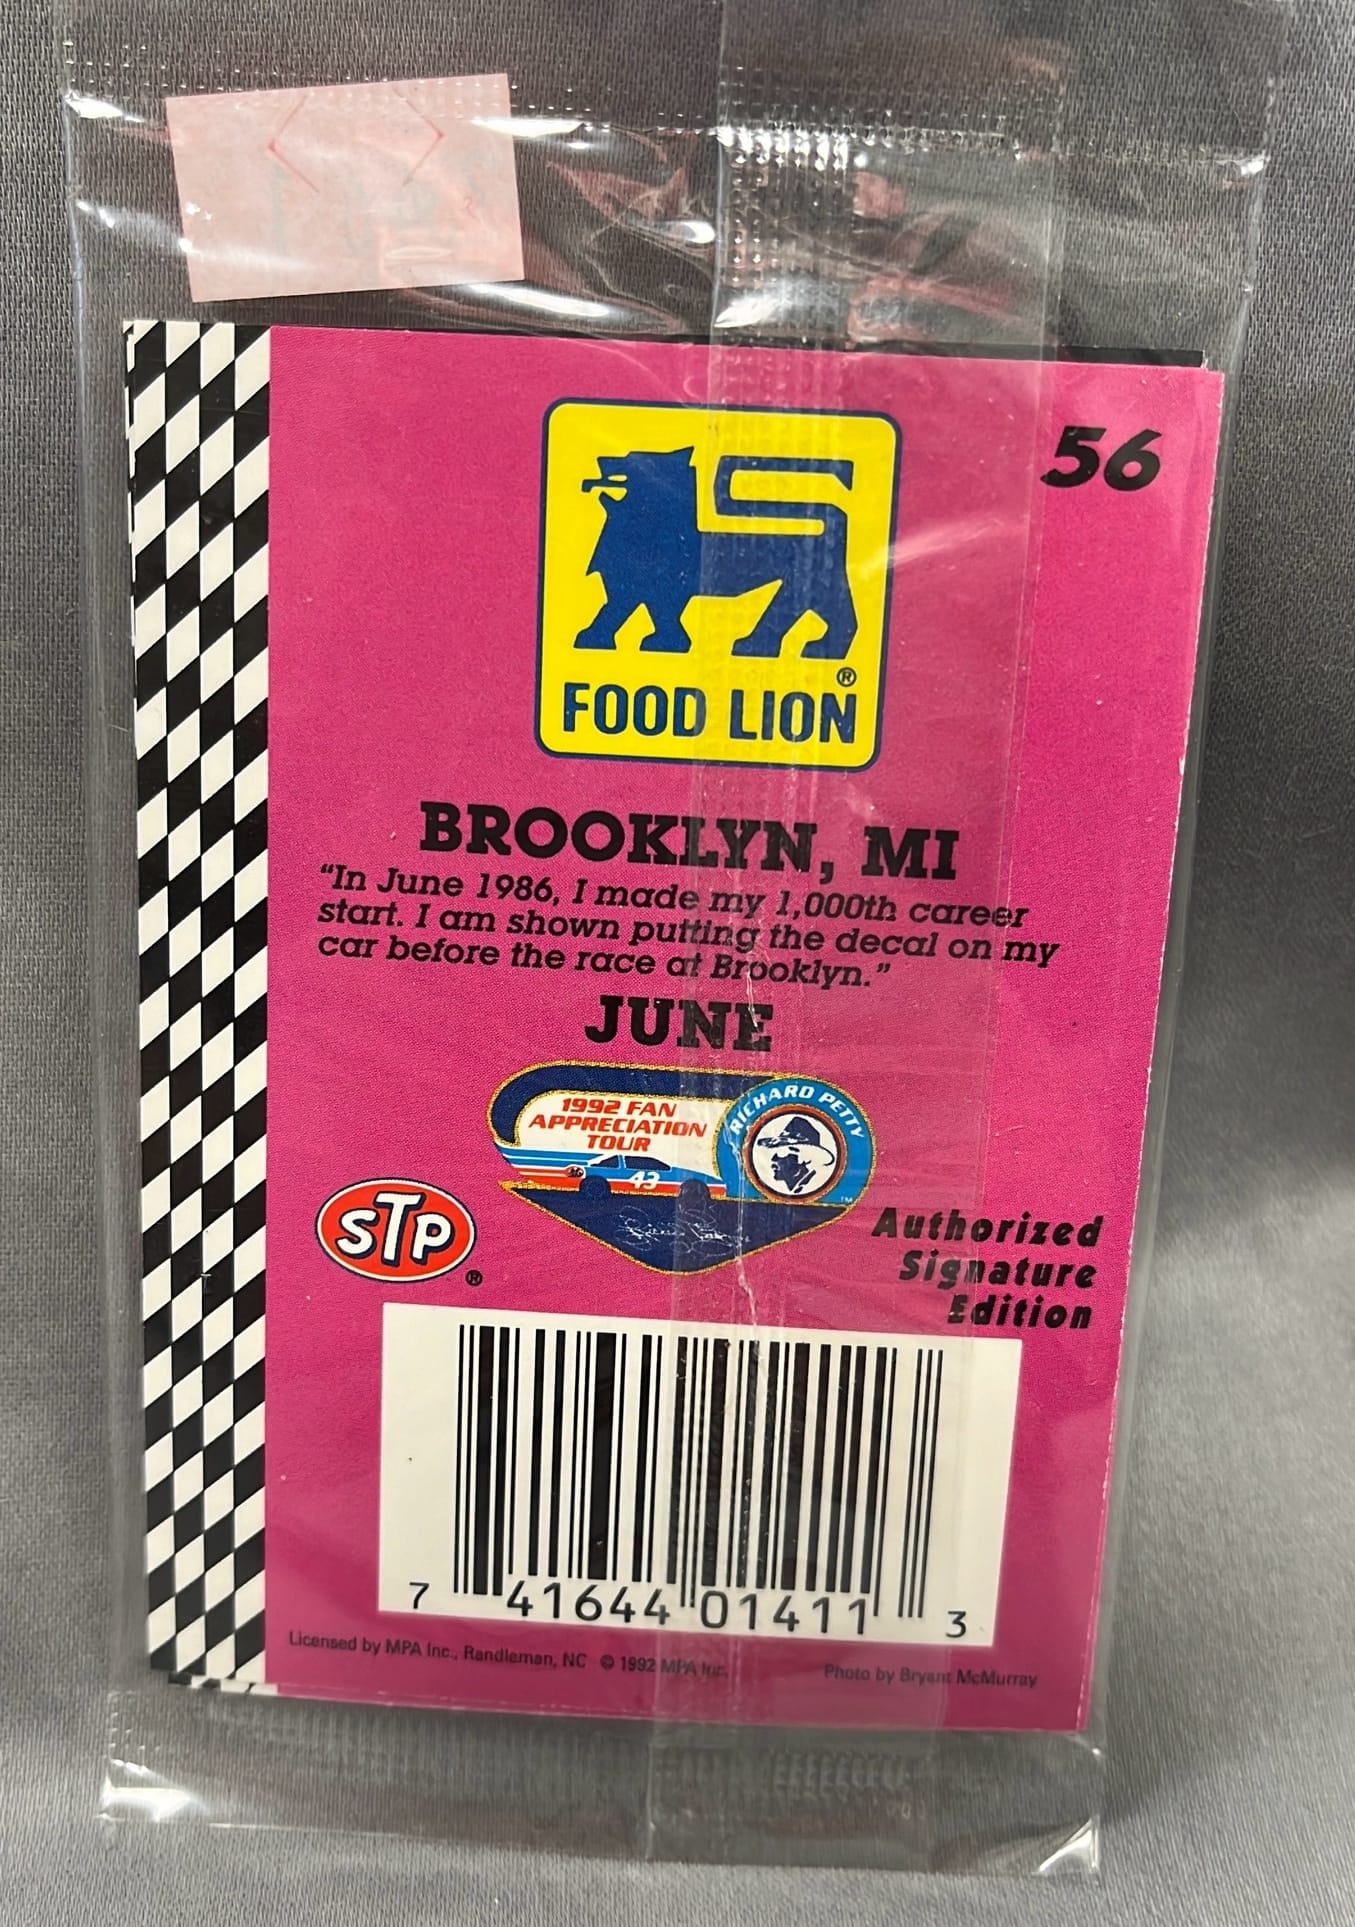 56
FOOD LION®
BROOKLYN, MI
“In June 1986, I made my 1,000th career
start. I am shown putting the decal on my
car before the race at Brooklyn.”
JUNE
1992 FAN
APPRECIATION
TOUR
RICHARD PETTY
43
TM
STP®
Authorized
Signature
Edition
7 41644 01411 3
Licensed by MPA Inc., Randleman, NC © 1992 MPA Inc.
Photo by Bryant McMurray